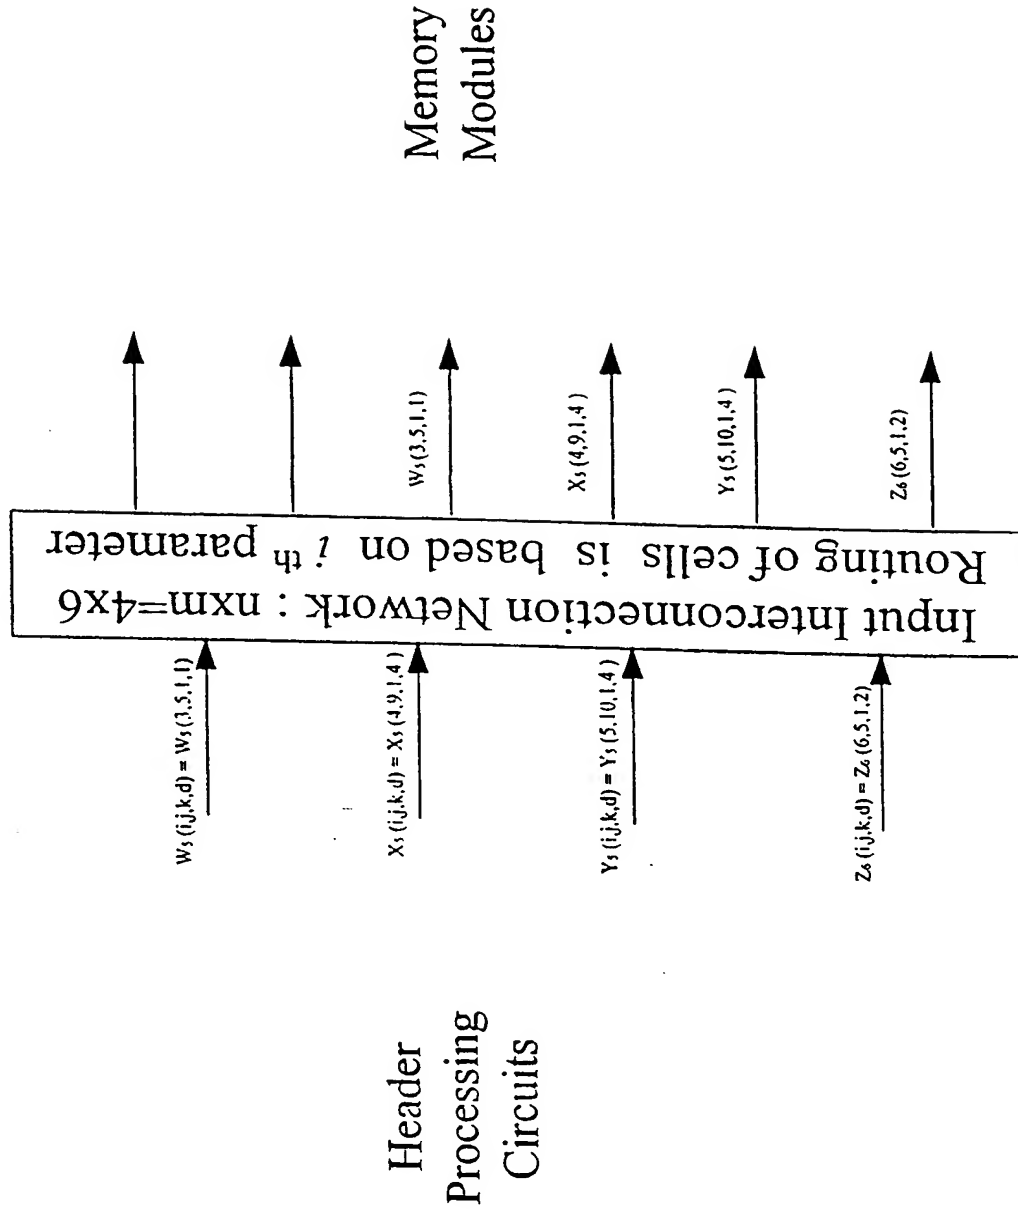 Header
Processing
Circuits
W₅ (i,j,k,d) = W₅ (3,5,1,1)
X₅ (i,j,k,d) = X₅ (4,9,1,4)
Y₅ (i,j,k,d) = Y₅ (5,10,1,4)
Z₆ (i,j,k,d) = Z₆ (6,5,1,2)
Input Interconnection Network : nxm=4x6
Routing of cells is based on i th parameter
W₅ (3,5,1,1)
X₅ (4,9,1,4)
Y₅ (5,10,1,4)
Z₆ (6,5,1,2)
Memory
Modules